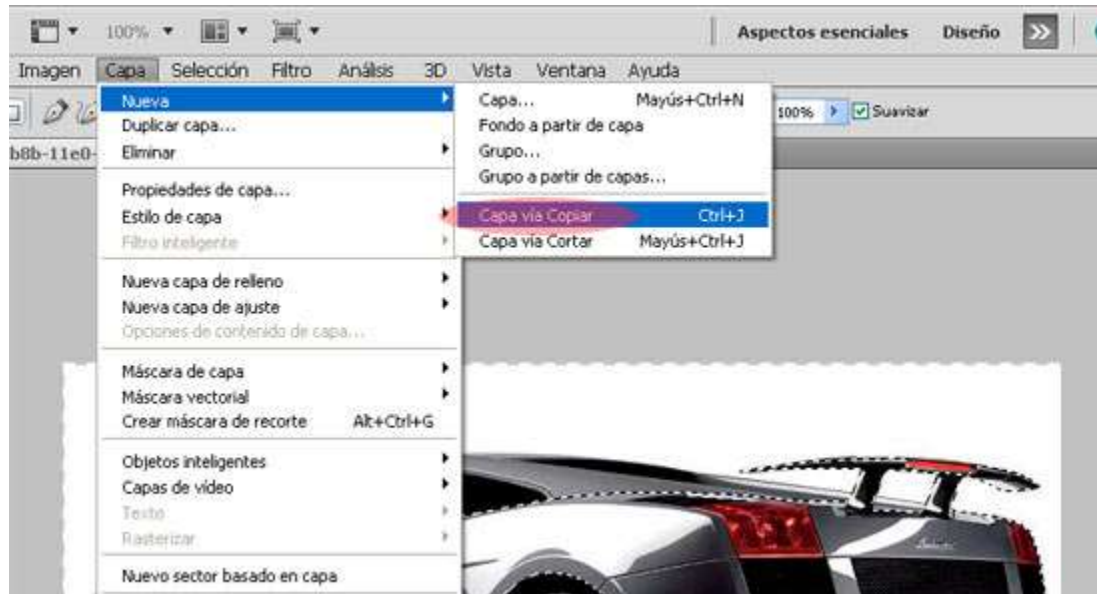 100%
Aspectos esenciales Diseño
Imagen Capa Selección Filtro Análisis 3D Vista Ventana Ayuda
100% Suavizar
b8b-11e0-
Nueva
Duplicar capa...
Eliminar
Propiedades de capa...
Estilo de capa
Filtro inteligente
Nueva capa de relleno
Nueva capa de ajuste
Opciones de contenido de capa...
Máscara de capa
Máscara vectorial
Crear máscara de recorte Alt+Ctrl+G
Objetos inteligentes
Capas de vídeo
Texto
Rasterizar
Nuevo sector basado en capa
Capa... Mayús+Ctrl+N
Fondo a partir de capa
Grupo...
Grupo a partir de capas...
Capa vía Copiar Ctrl+J
Capa vía Cortar Mayús+Ctrl+J